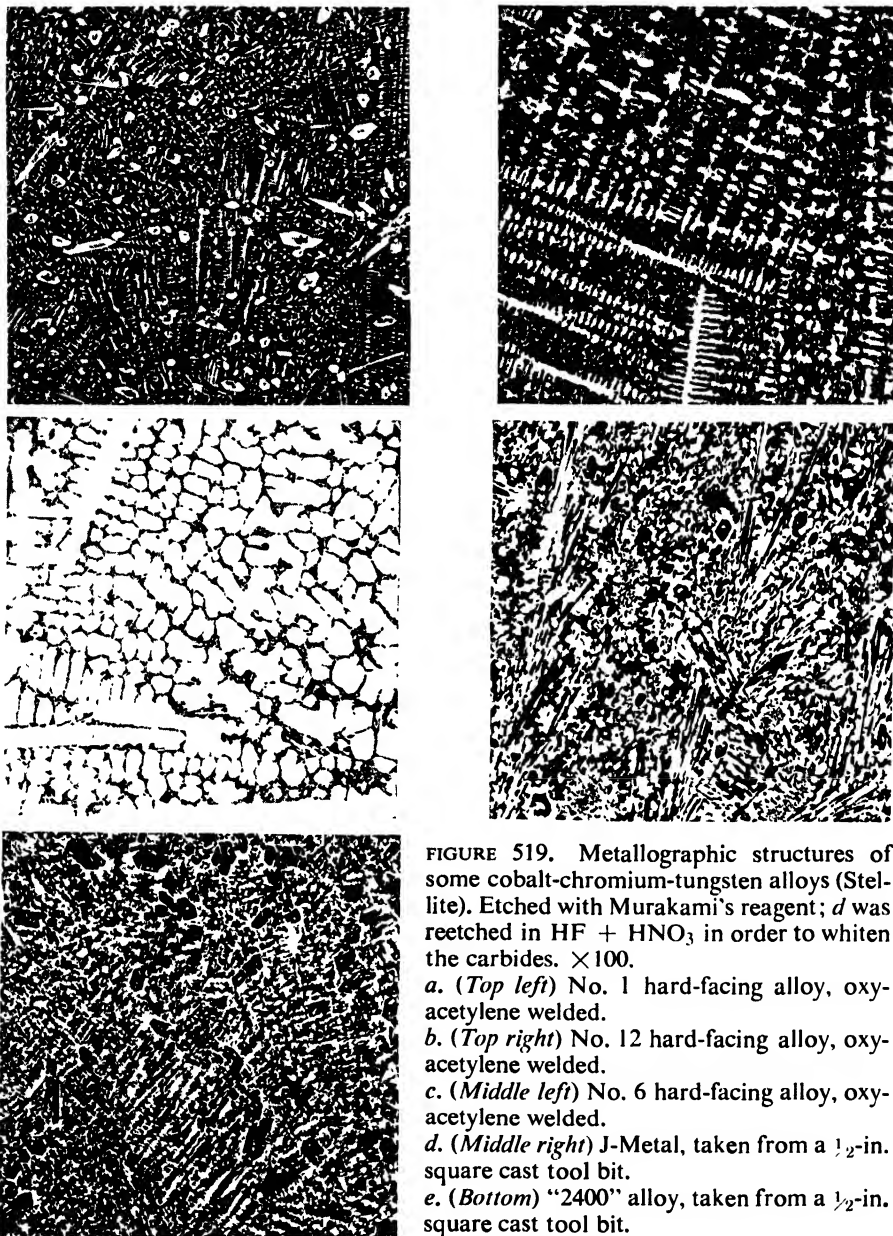 FIGURE 519. Metallographic structures of
some cobalt-chromium-tungsten alloys (Stel-
lite). Etched with Murakami's reagent; d was
reetched in HF + HNO₃ in order to whiten
the carbides. ×100.
a. (Top left) No. 1 hard-facing alloy, oxy-
acetylene welded.
b. (Top right) No. 12 hard-facing alloy, oxy-
acetylene welded.
c. (Middle left) No. 6 hard-facing alloy, oxy-
acetylene welded.
d. (Middle right) J-Metal, taken from a ½-in.
square cast tool bit.
e. (Bottom) “2400” alloy, taken from a ½-in.
square cast tool bit.